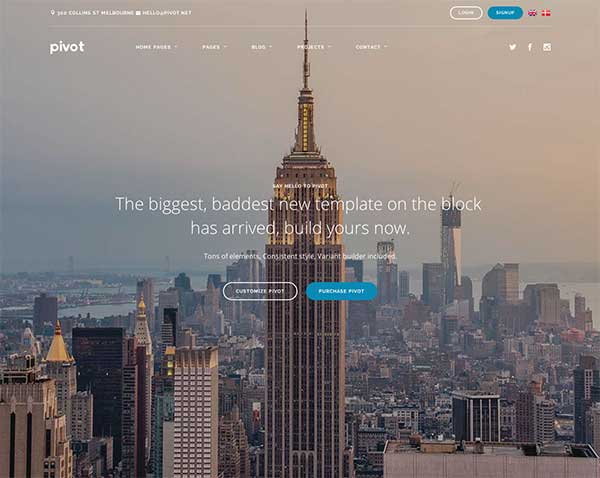 300 COLLINS ST MELBOURNE HELLO@PIVOT.NET
LOGIN SIGNUP
pivot HOME PAGES PAGES BLOG PROJECTS CONTACT
SAY HELLO TO PIVOT
The biggest, baddest new template on the block
has arrived, build yours now.
Tons of elements, Consistent style, Variant builder included.
CUSTOMIZE PIVOT PURCHASE PIVOT